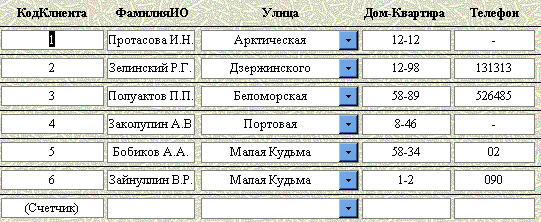 КодКлиента ФамилияИО Улица Дом-Квартира Телефон
1 Протасова И.Н. Арктическая 12-12 -
2 Зелинский Р.Г. Дзержинского 12-98 131313
3 Полуактов П.П. Беломорская 58-89 526485
4 Заколупин А.В Портовая 8-46 -
5 Бобиков А.А. Малая Кудьма 58-34 02
6 Зайнуллин В.Р. Малая Кудьма 1-2 090
(Счетчик)